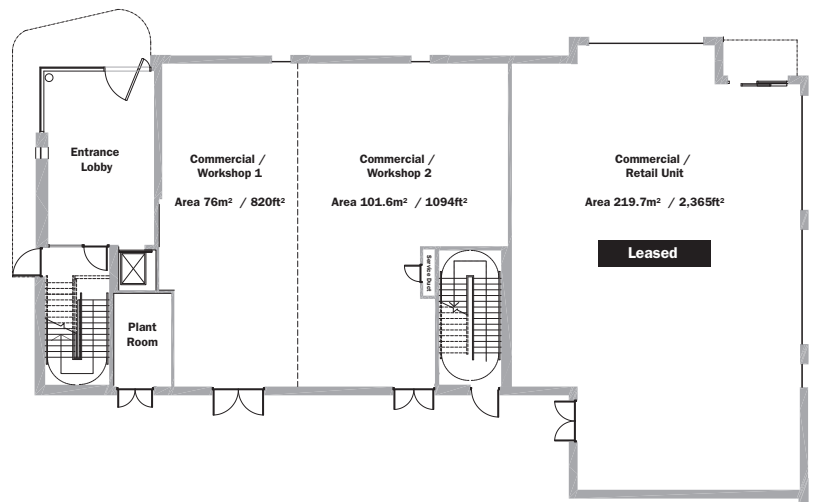 Entrance
Lobby
Commercial /
Workshop 1
Area 76m² / 820ft²
Commercial /
Workshop 2
Area 101.6m² / 1094ft²
Commercial /
Retail Unit
Area 219.7m² / 2,365ft²
Leased
Service Duct
Plant
Room